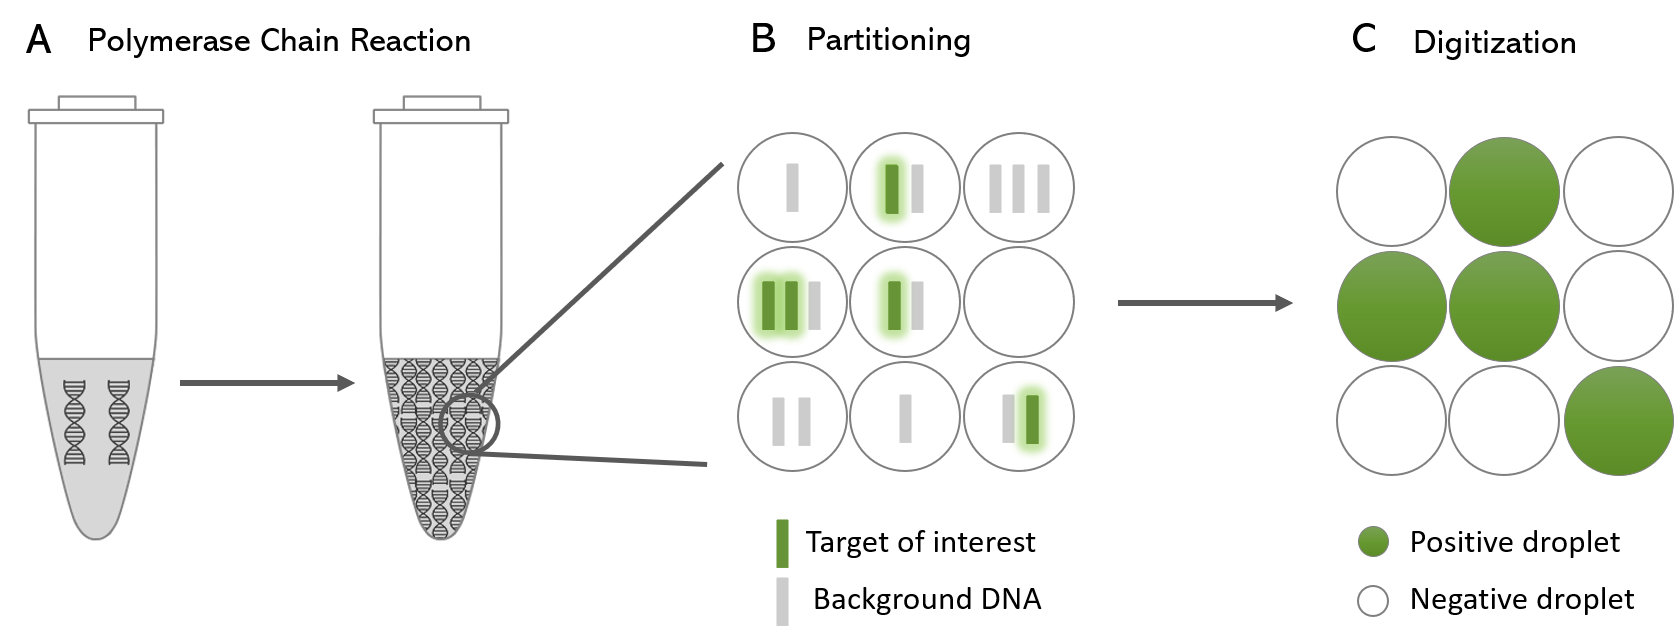 A Polymerase Chain Reaction
B Partitioning
C Digitization
Target of interest
Background DNA
Positive droplet
Negative droplet